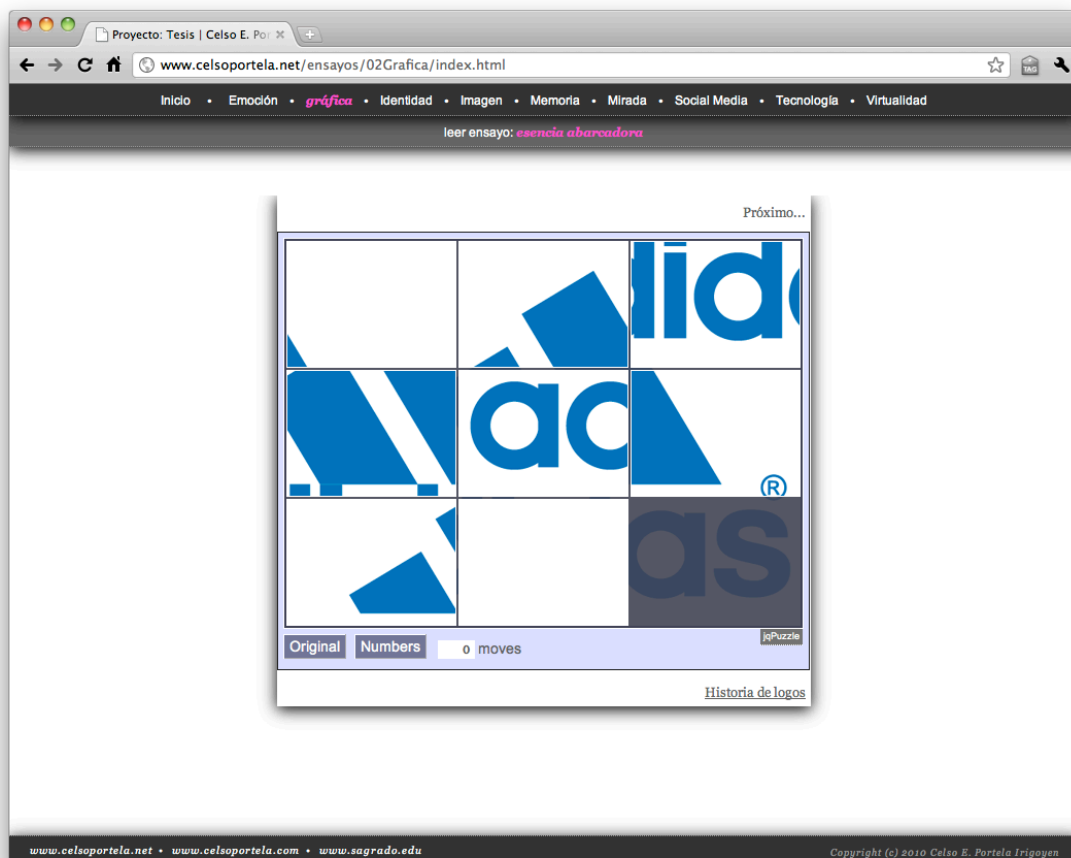 Proyecto: Tesis | Celso E. Por
www.celsoportela.net/ensayos/02Grafica/index.html
TAG
Inicio • Emoción • gráfica • Identidad • Imagen • Memoria • Mirada • Social Media • Tecnología • Virtualidad
leer ensayo: esencia abarcadora
Próximo...
dida
ac
®
as
Original Numbers 0 moves
jqPuzzle
Historia de logos
www.celsoportela.net • www.celsoportela.com • www.sagrado.edu
Copyright (c) 2010 Celso E. Portela Irigoyen